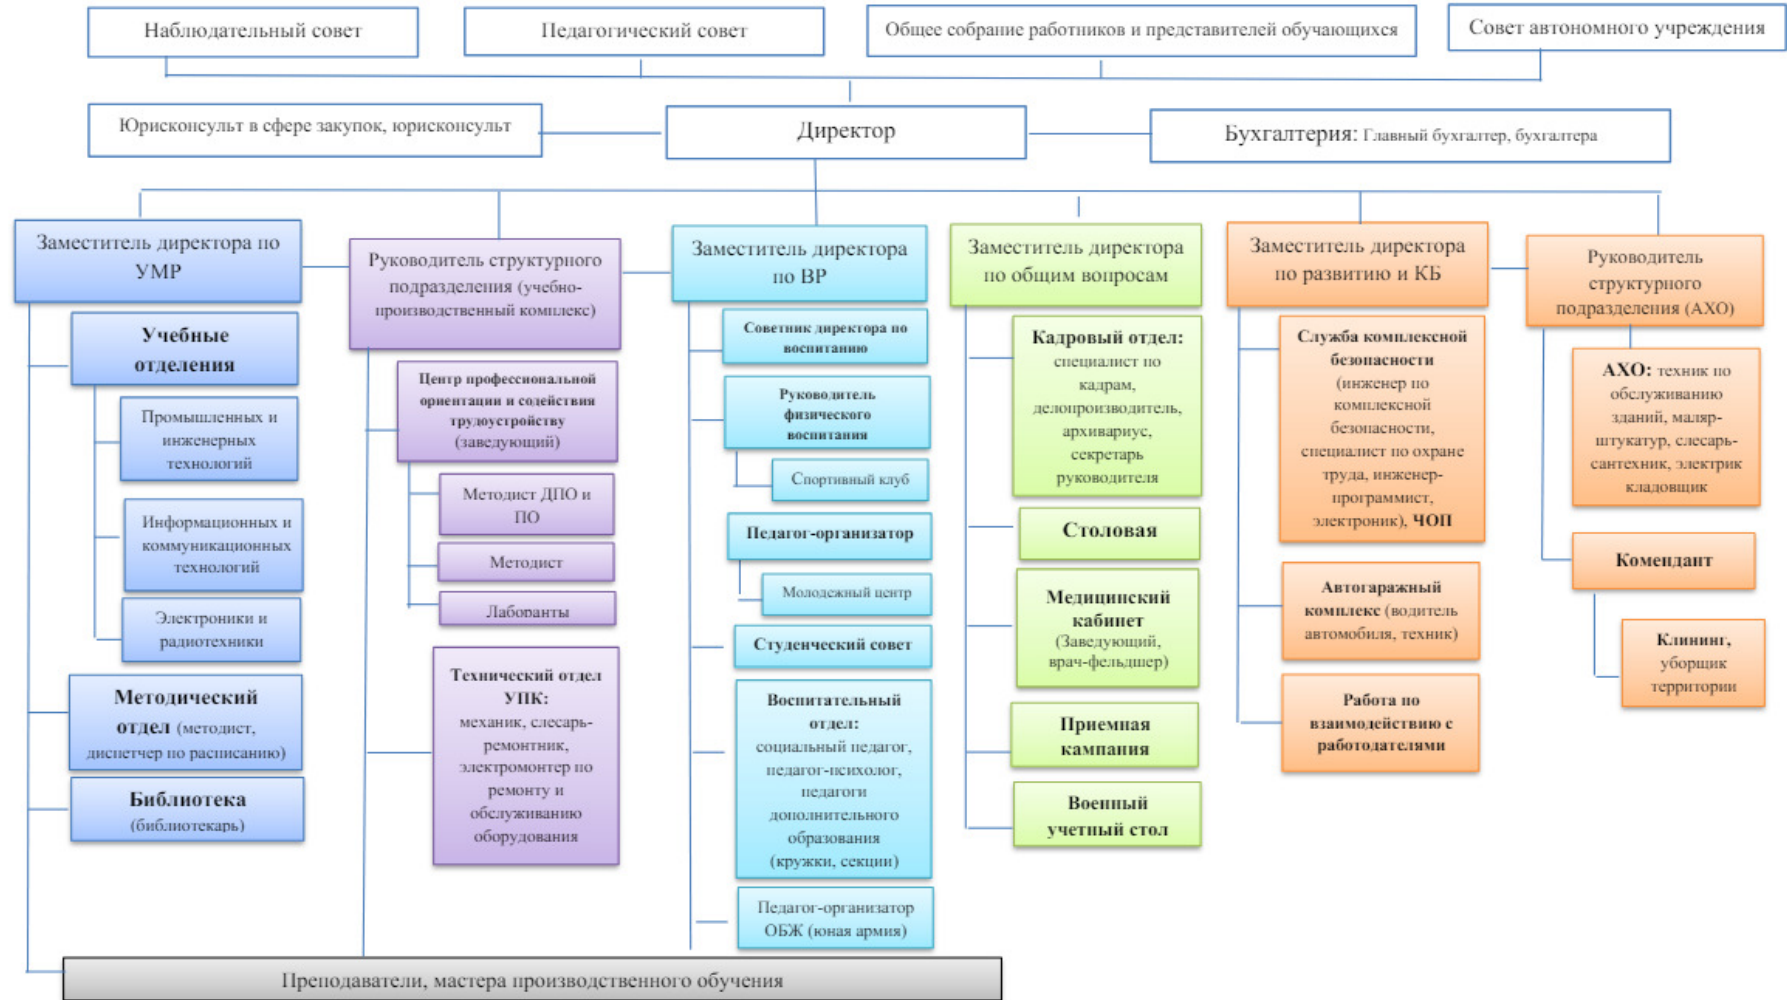 Наблюдательный совет
Педагогический совет
Общее собрание работников и представителей обучающихся
Совет автономного учреждения
Юрисконсульт в сфере закупок, юрисконсульт
Директор
Бухгалтерия: Главный бухгалтер, бухгалтера
Заместитель директора по
УМР
Учебные
отделения
Промышленных и
инженерных
технологий
Информационных и
коммуникационных
технологий
Электроники и
радиотехники
Методический
отдел (методист,
диспетчер по расписанию)
Библиотека
(библиотекарь)
Руководитель структурного
подразделения (учебно-
производственный комплекс)
Центр профессиональной
ориентации и содействия
трудоустройству
(заведующий)
Методист ДПО и
ПО
Методист
Лаборанты
Технический отдел
УПК:
механик, слесарь-
ремонтник,
электромонтер по
ремонту и
обслуживанию
оборудования
Заместитель директора
по ВР
Советник директора по
воспитанию
Руководитель
физического
воспитания
Спортивный клуб
Педагог-организатор
Молодежный центр
Студенческий совет
Воспитательный
отдел:
социальный педагог,
педагог-психолог,
педагоги
дополнительного
образования
(кружки, секции)
Педагог-организатор
ОБЖ (юная армия)
Заместитель директора
по общим вопросам
Кадровый отдел:
специалист по
кадрам,
делопроизводитель,
архивариус,
секретарь
руководителя
Столовая
Медицинский
кабинет
(Заведующий,
врач-фельдшер)
Приемная
кампания
Военный
учетный стол
Заместитель директора
по развитию и КБ
Служба комплексной
безопасности
(инженер по
комплексной
безопасности,
специалист по охране
труда, инженер-
программист,
электроник), ЧОП
Автогаражный
комплекс (водитель
автомобиля, техник)
Работа по
взаимодействию с
работодателями
Руководитель
структурного
подразделения (АХО)
АХО: техник по
обслуживанию
зданий, маляр-
штукатур, слесарь-
сантехник, электрик
кладовщик
Комендант
Клининг,
уборщик
территории
Преподаватели, мастера производственного обучения